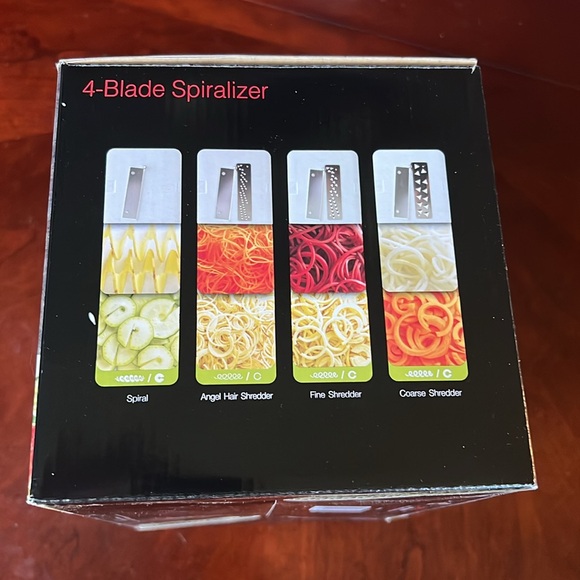 4-Blade Spiralizer
Spiral
Angel Hair Shredder
Fine Shredder
Coarse Shredder